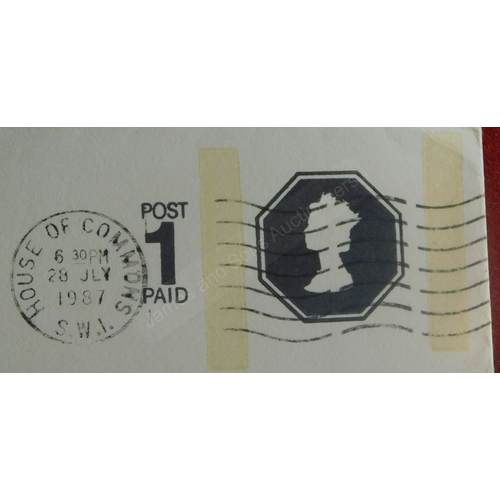 HOUSE OF COMMONS
6 30PM
28 JLY
1987
S.W.1.
POST
1
PAID